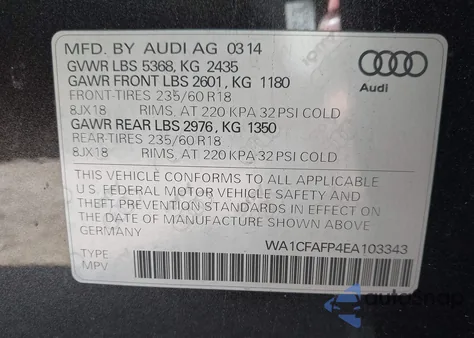 MFD. BY AUDI AG 03 14
GVWR LBS 5368, KG 2435
GAWR FRONT LBS 2601, KG 1180
FRONT-TIRES 235/60 R18
8JX18 RIMS, AT 220 KPA 32 PSI COLD
GAWR REAR LBS 2976, KG 1350
REAR-TIRES 235/60 R18
8JX18 RIMS, AT 220 KPA 32 PSI COLD
Audi
THIS VEHICLE CONFORMS TO ALL APPLICABLE
U.S. FEDERAL MOTOR VEHICLE SAFETY AND
THEFT PREVENTION STANDARDS IN EFFECT ON
THE DATE OF MANUFACTURE SHOWN ABOVE
GERMANY
WA1CFAFP4EA103343
TYPE
MPV
autosnap